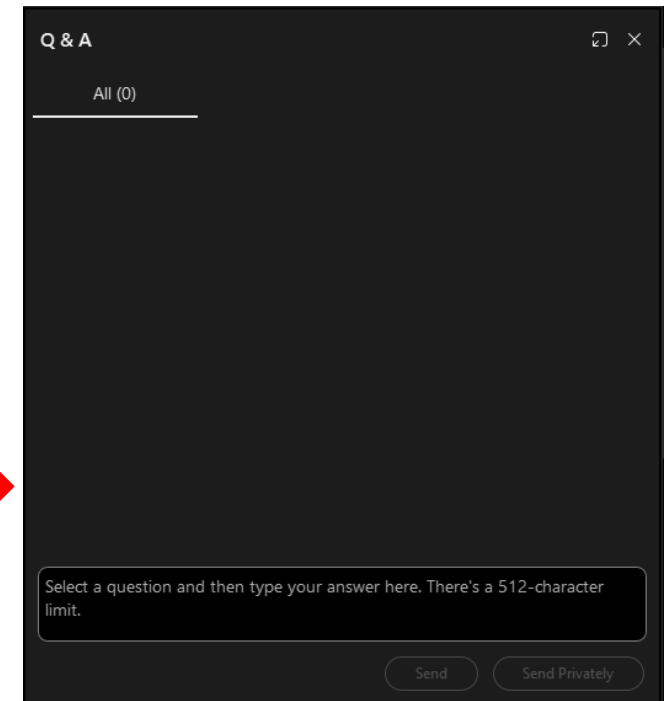 Q & A
All (0)
Select a question and then type your answer here. There's a 512-character
limit.
Send
Send Privately